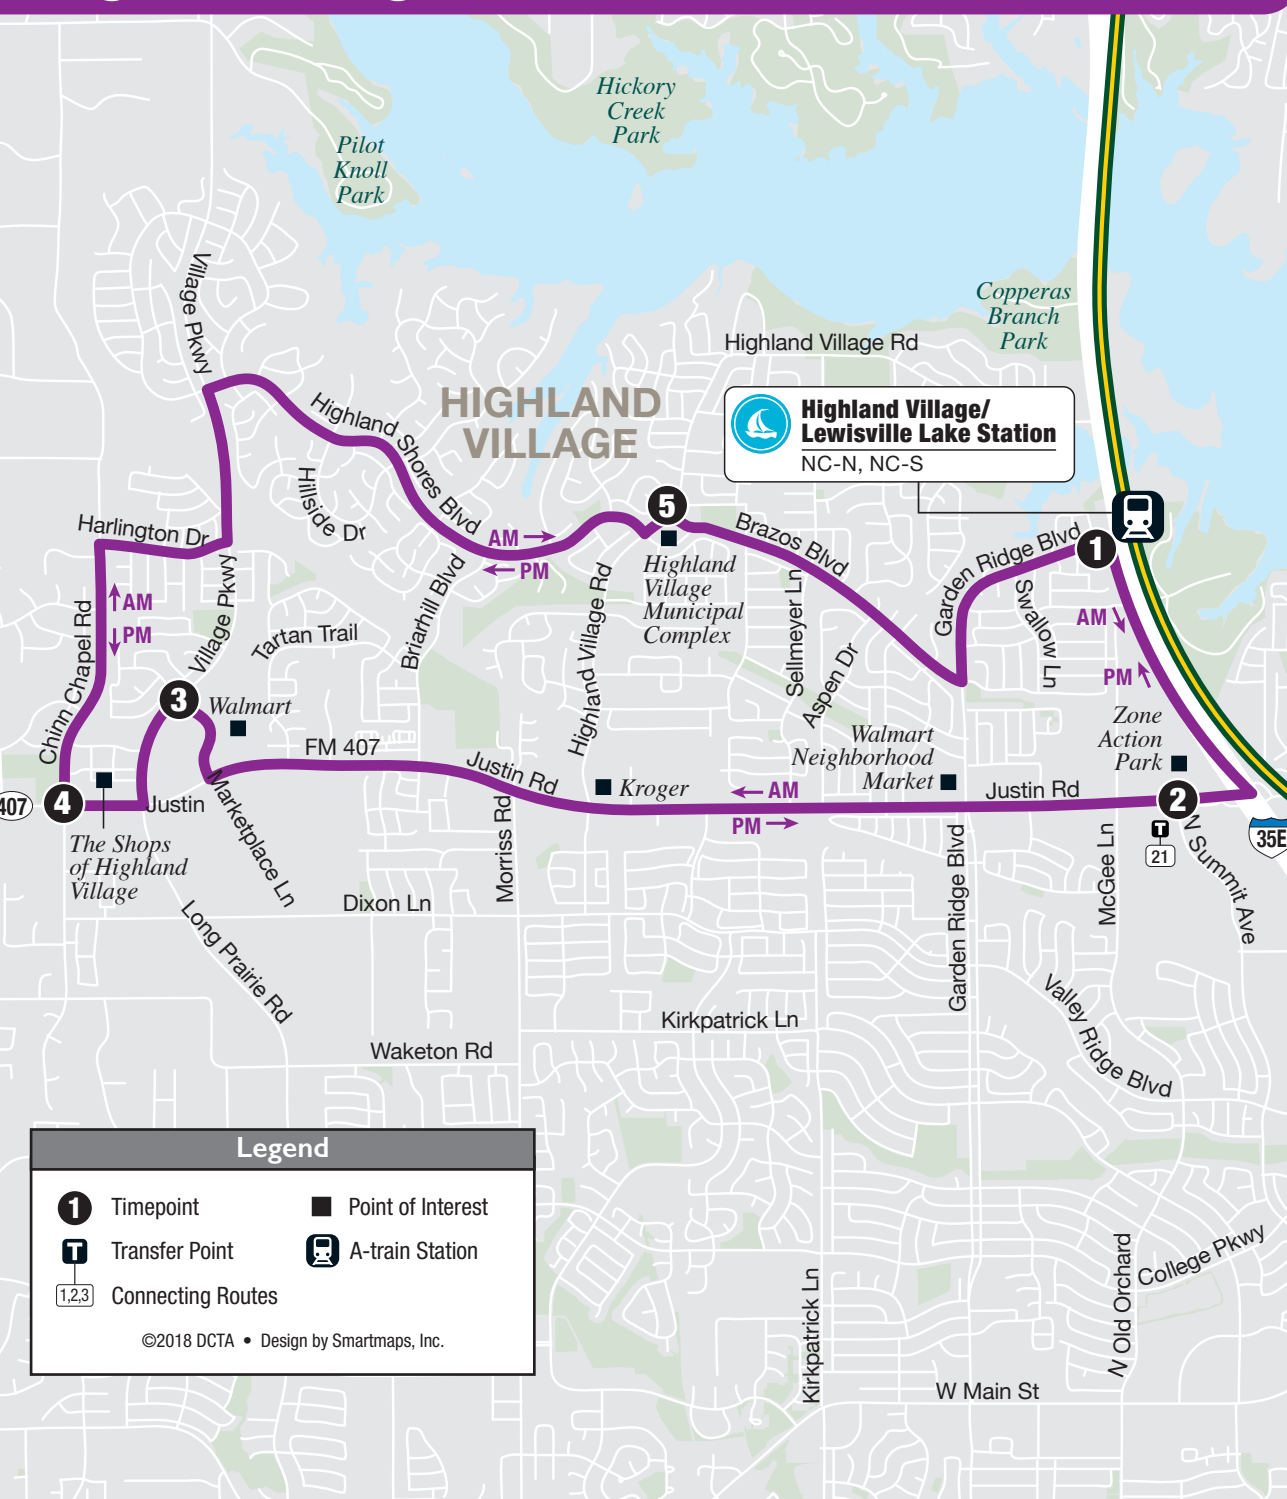 Hickory
Creek
Park
Pilot
Knoll
Park
Village Pkwy
Copperas
Branch
Park
Highland Village Rd
HIGHLAND
VILLAGE
Highland Village/
Lewisville Lake Station
NC-N, NC-S
Highland Shores Blvd
Hillside Dr
Harlington Dr
AM
PM
5
Brazos Blvd
Highland
Village
Municipal
Complex
Garden Ridge Blvd
1
Swallow Ln
AM
PM
AM
PM
Chinn Chapel Rd
Village Pkwy
Tartan Trail
Briarhill Blvd
Highland Village Rd
Sellmeyer Ln
Aspen Dr
3
Walmart
FM 407
Justin Rd
Kroger
AM
PM
Walmart
Neighborhood
Market
Justin Rd
Zone
Action
Park
2
T
21
35E
407
4
Justin
The Shops
of Highland
Village
Marketplace Ln
Morriss Rd
Dixon Ln
Long Prairie Rd
Garden Ridge Blvd
McGee Ln
N Summit Ave
Valley Ridge Blvd
Kirkpatrick Ln
Waketon Rd
Legend
1 Timepoint
Point of Interest
T Transfer Point
A-train Station
1,2,3 Connecting Routes
©2018 DCTA • Design by Smartmaps, Inc.
Kirkpatrick Ln
N Old Orchard
College Pkwy
W Main St